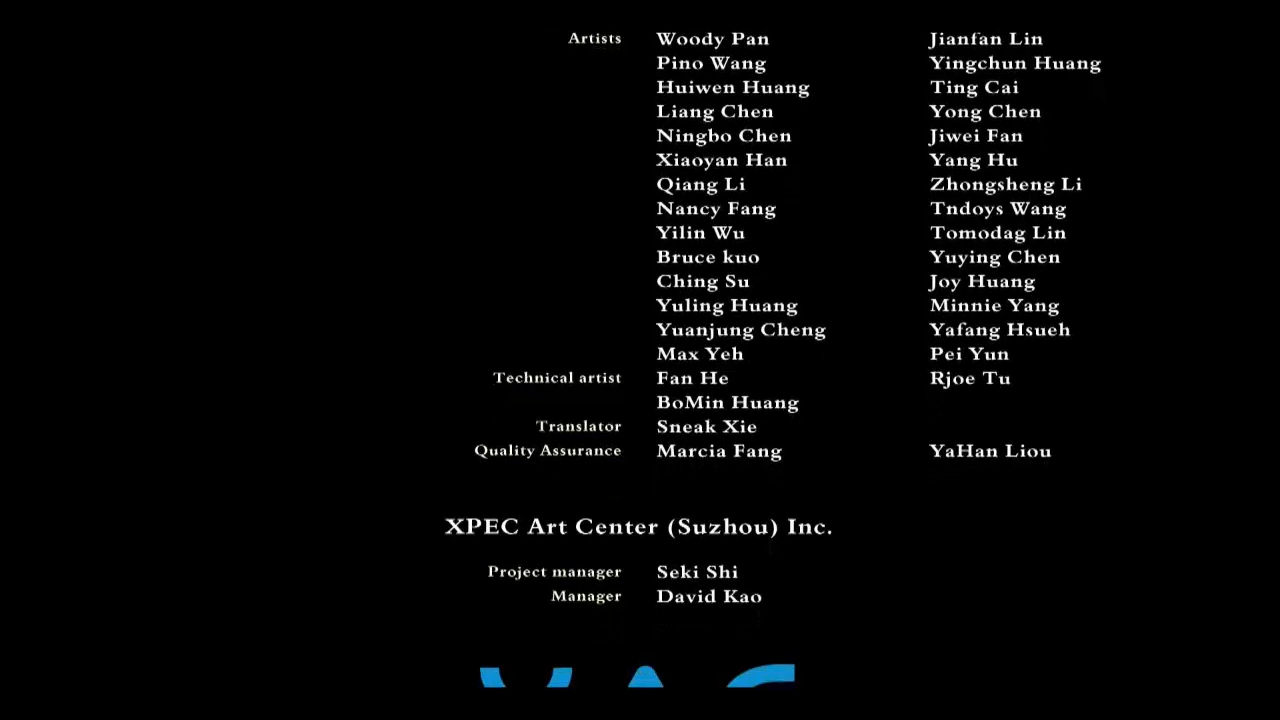 Artists Woody Pan Jianfan Lin
Pino Wang Yingchun Huang
Huiwen Huang Ting Cai
Liang Chen Yong Chen
Ningbo Chen Jiwei Fan
Xiaoyan Han Yang Hu
Qiang Li Zhongsheng Li
Nancy Fang Tndoys Wang
Yilin Wu Tomodag Lin
Bruce kuo Yuying Chen
Ching Su Joy Huang
Yuling Huang Minnie Yang
Yuanjung Cheng Yafang Hsueh
Max Yeh Pei Yun
Technical artist Fan He Rjoe Tu
BoMin Huang
Translator Sneak Xie
Quality Assurance Marcia Fang YaHan Liou
XPEC Art Center (Suzhou) Inc.
Project manager Seki Shi
Manager David Kao